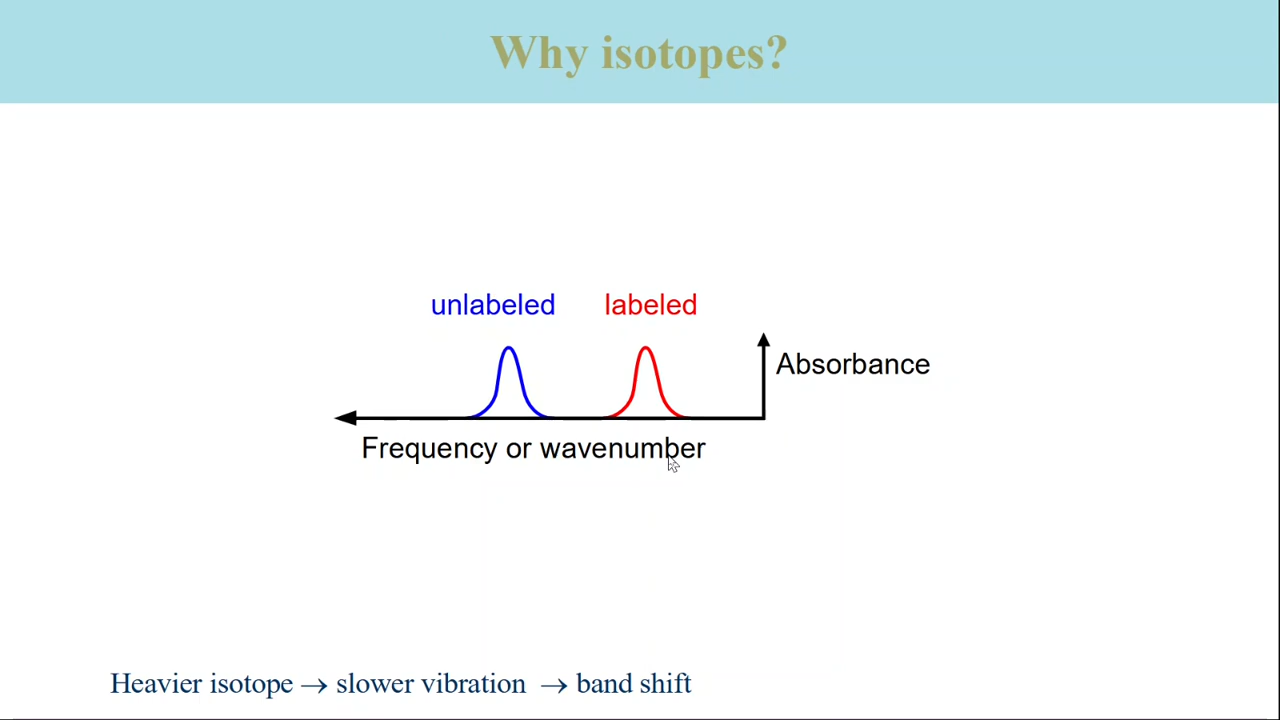 Why isotopes?
unlabeled labeled
Absorbance
Frequency or wavenumber
Heavier isotope → slower vibration → band shift